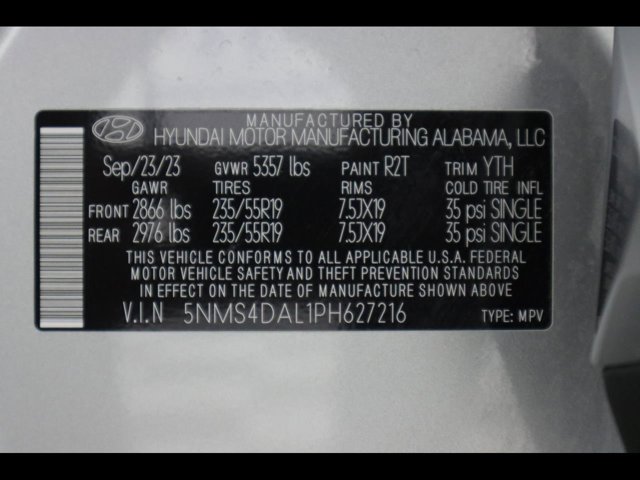 MANUFACTURED BY
HYUNDAI MOTOR MANUFACTURING ALABAMA, LLC
Sep/23/23 GVWR 5357 lbs PAINT R2T TRIM YTH
GAWR TIRES RIMS COLD TIRE INFL
FRONT 2866 lbs 235/55R19 7.5JX19 35 psi SINGLE
REAR 2976 lbs 235/55R19 7.5JX19 35 psi SINGLE
THIS VEHICLE CONFORMS TO ALL APPLICABLE U.S.A. FEDERAL
MOTOR VEHICLE SAFETY AND THEFT PREVENTION STANDARDS
IN EFFECT ON THE DATE OF MANUFACTURE SHOWN ABOVE
V.I.N 5NMS4DAL1PH627216 TYPE: MPV